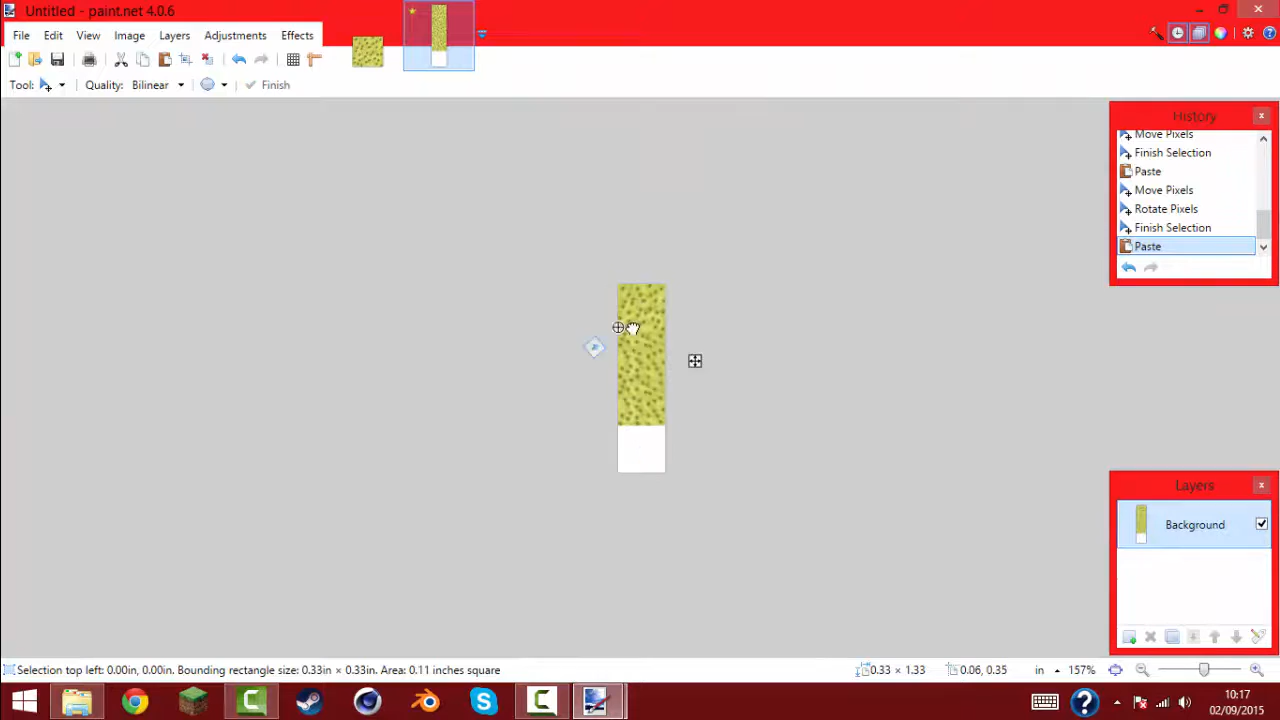 Untitled - paint.net 4.0.6
File Edit View Image Layers Adjustments Effects
Tool: Quality: Bilinear Finish
History
Move Pixels
Finish Selection
Paste
Move Pixels
Rotate Pixels
Finish Selection
Paste
Layers
Background
Selection top left: 0.00in, 0.00in. Bounding rectangle size: 0.33in × 0.33in. Area: 0.11 inches square 0.33 × 1.33 0.06, 0.35 in 157%
10:17
02/09/2015